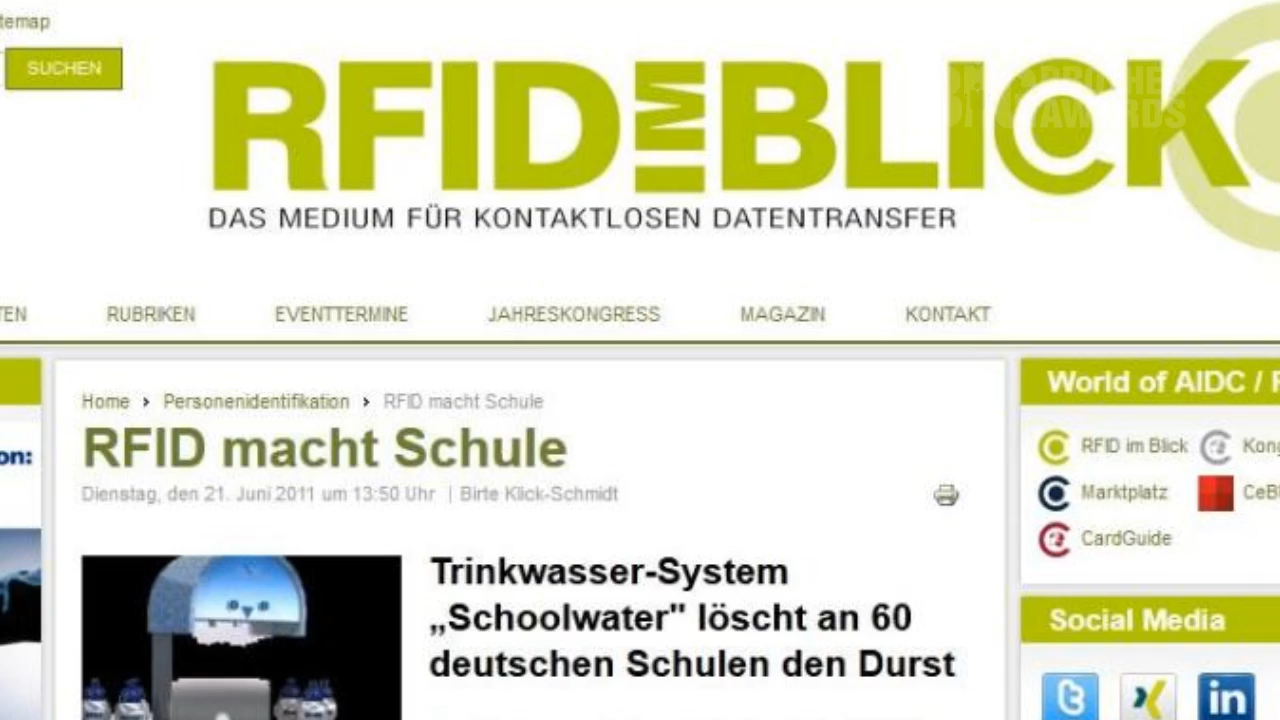 temap
SUCHEN
RFID IM BLICK
DAS MEDIUM FÜR KONTAKTLOSEN DATENTRANSFER
TEN RUBRIKEN EVENTTERMINE JAHRESKONGRESS MAGAZIN KONTAKT
on:
Home › Personenidentifikation › RFID macht Schule
RFID macht Schule
Dienstag, den 21. Juni 2011 um 13:50 Uhr | Birte Klick-Schmidt
Trinkwasser-System
„Schoolwater" löscht an 60
deutschen Schulen den Durst
World of AIDC / F
RFID im Blick Kong
Marktplatz CeB
CardGuide
Social Media
in